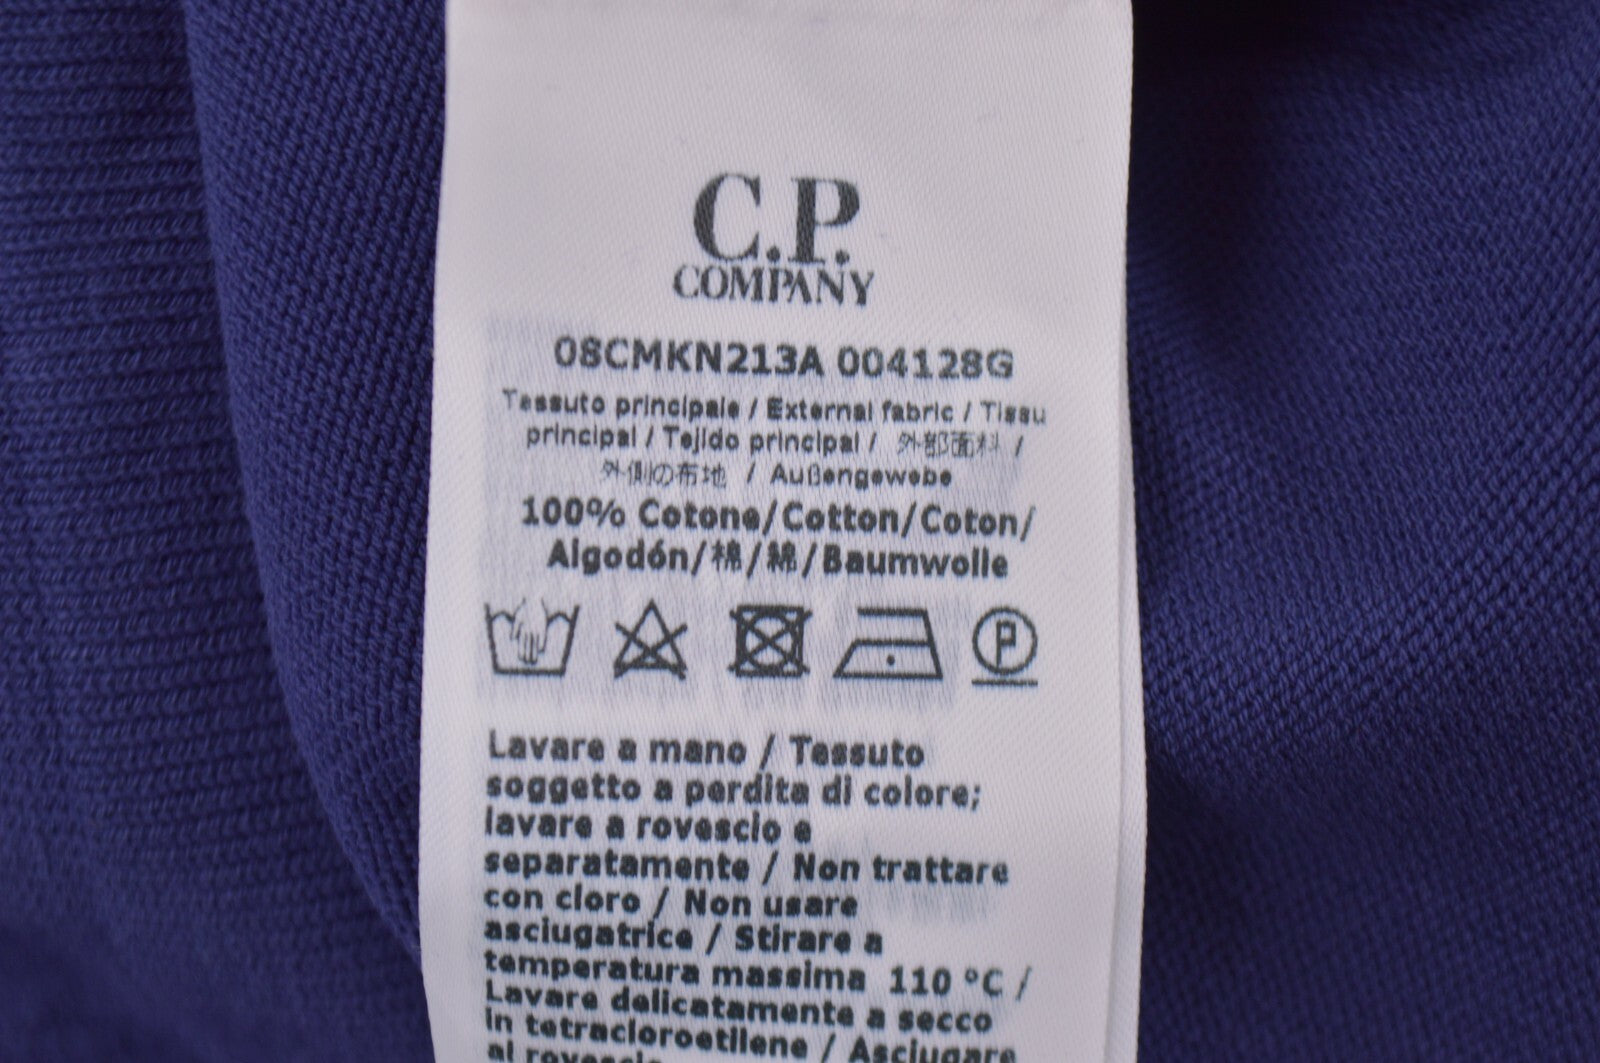 C.P.
COMPANY
08CMKN213A 004128G
Tessuto principale / External fabric / Tissu
principal / Tejido principal / 外部面料 /
外側の布地 / Außengewebe
100% Cotone/Cotton/Coton/
Algodón/棉/綿/Baumwolle
P
Lavare a mano / Tessuto
soggetto a perdita di colore;
lavare a rovescio e
separatamente / Non trattare
con cloro / Non usare
asciugatrice / Stirare a
temperatura massima 110 °C /
Lavare delicatamente a secco
in tetracloroetilene / Asciugare
al rovescio